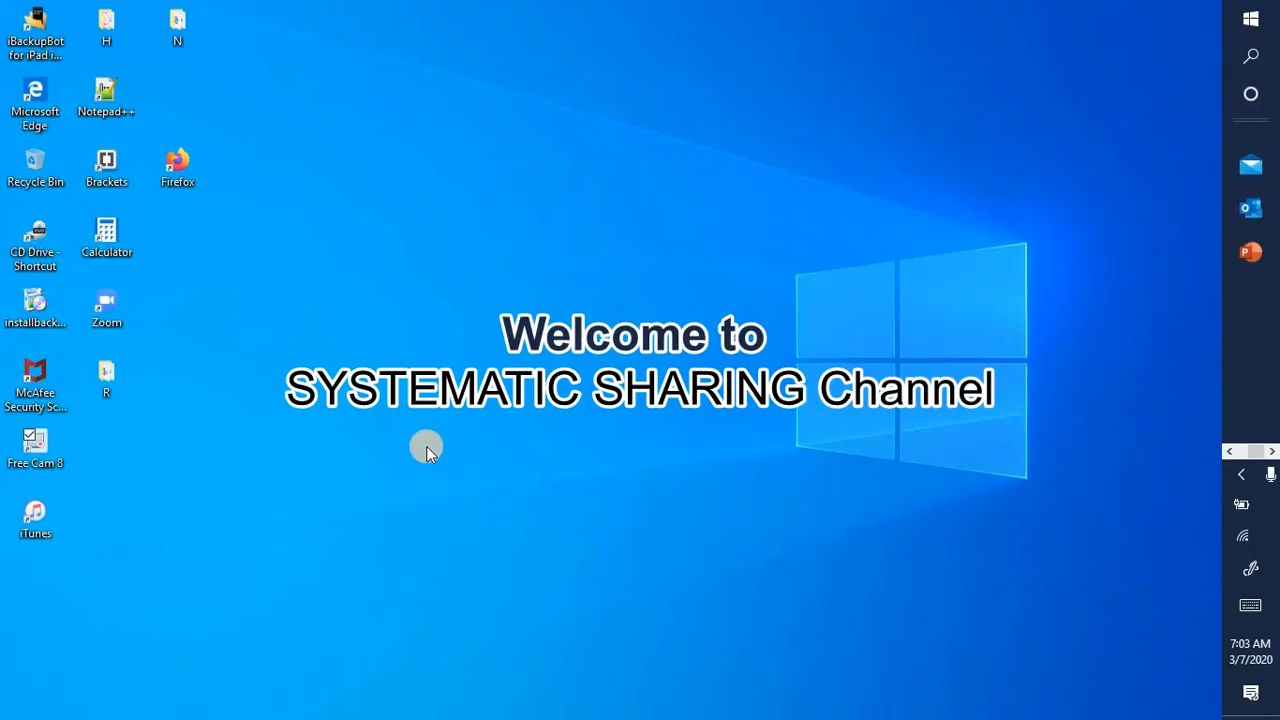 iBackupBot
for iPad i...
H
N
Microsoft
Edge
Notepad++
Recycle Bin
Brackets
Firefox
CD Drive -
Shortcut
Calculator
installback...
Zoom
McAfee
Security Sc...
R
Free Cam 8
iTunes
Welcome to
SYSTEMATIC SHARING Channel
7:03 AM
3/7/2020